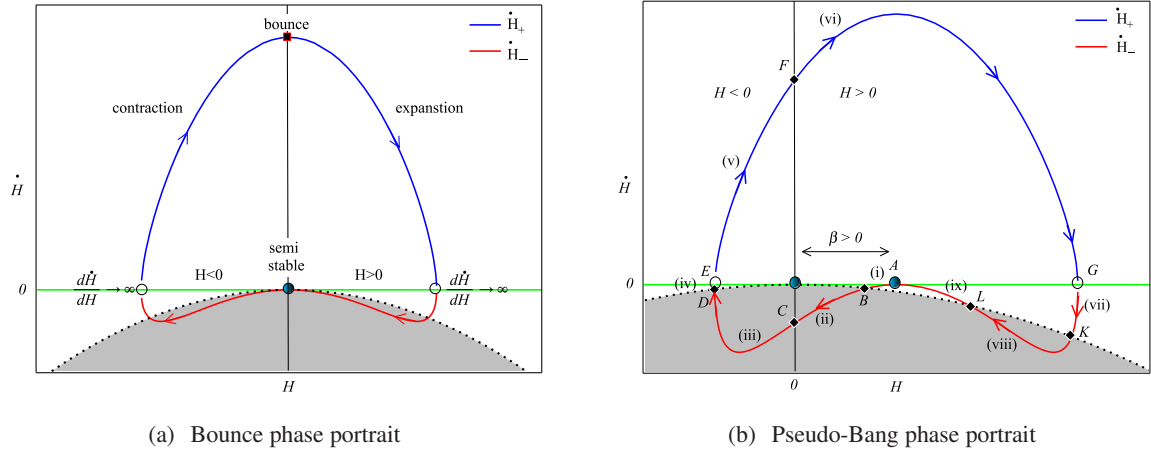 bounce
Ḣ₊
Ḣ₋
contraction
expanstion
Ḣ
semi
stable
H<0
H>0
dḢ/dH → ∞
dḢ/dH → ∞
0
H
(a) Bounce phase portrait
Ḣ₊
Ḣ₋
(vi)
F
H < 0
H > 0
(v)
Ḣ
β > 0
E
(iv)
(i)
A
G
0
D
B
(ix)
L
(vii)
C
(ii)
(iii)
(viii)
K
0
H
(b) Pseudo-Bang phase portrait